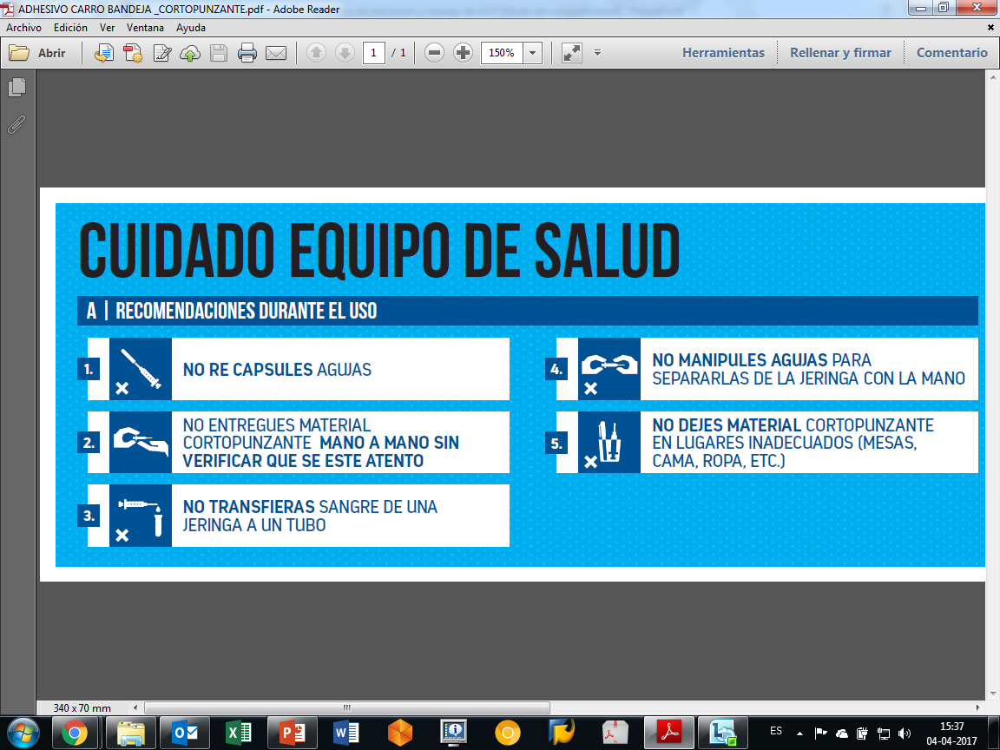 ADHESIVO CARRO BANDEJA _CORTOPUNZANTE.pdf - Adobe Reader
Archivo Edición Ver Ventana Ayuda
Abrir 1 / 1 150% Herramientas Rellenar y firmar Comentario
CUIDADO EQUIPO DE SALUD
A | RECOMENDACIONES DURANTE EL USO
1. NO RE CAPSULES AGUJAS
2. NO ENTREGUES MATERIAL
CORTOPUNZANTE MANO A MANO SIN
VERIFICAR QUE SE ESTE ATENTO
3. NO TRANSFIERAS SANGRE DE UNA
JERINGA A UN TUBO
4. NO MANIPULES AGUJAS PARA
SEPARARLAS DE LA JERINGA CON LA MANO
5. NO DEJES MATERIAL CORTOPUNZANTE
EN LUGARES INADECUADOS (MESAS,
CAMA, ROPA, ETC.)
340 x 70 mm
ES 15:37
04-04-2017